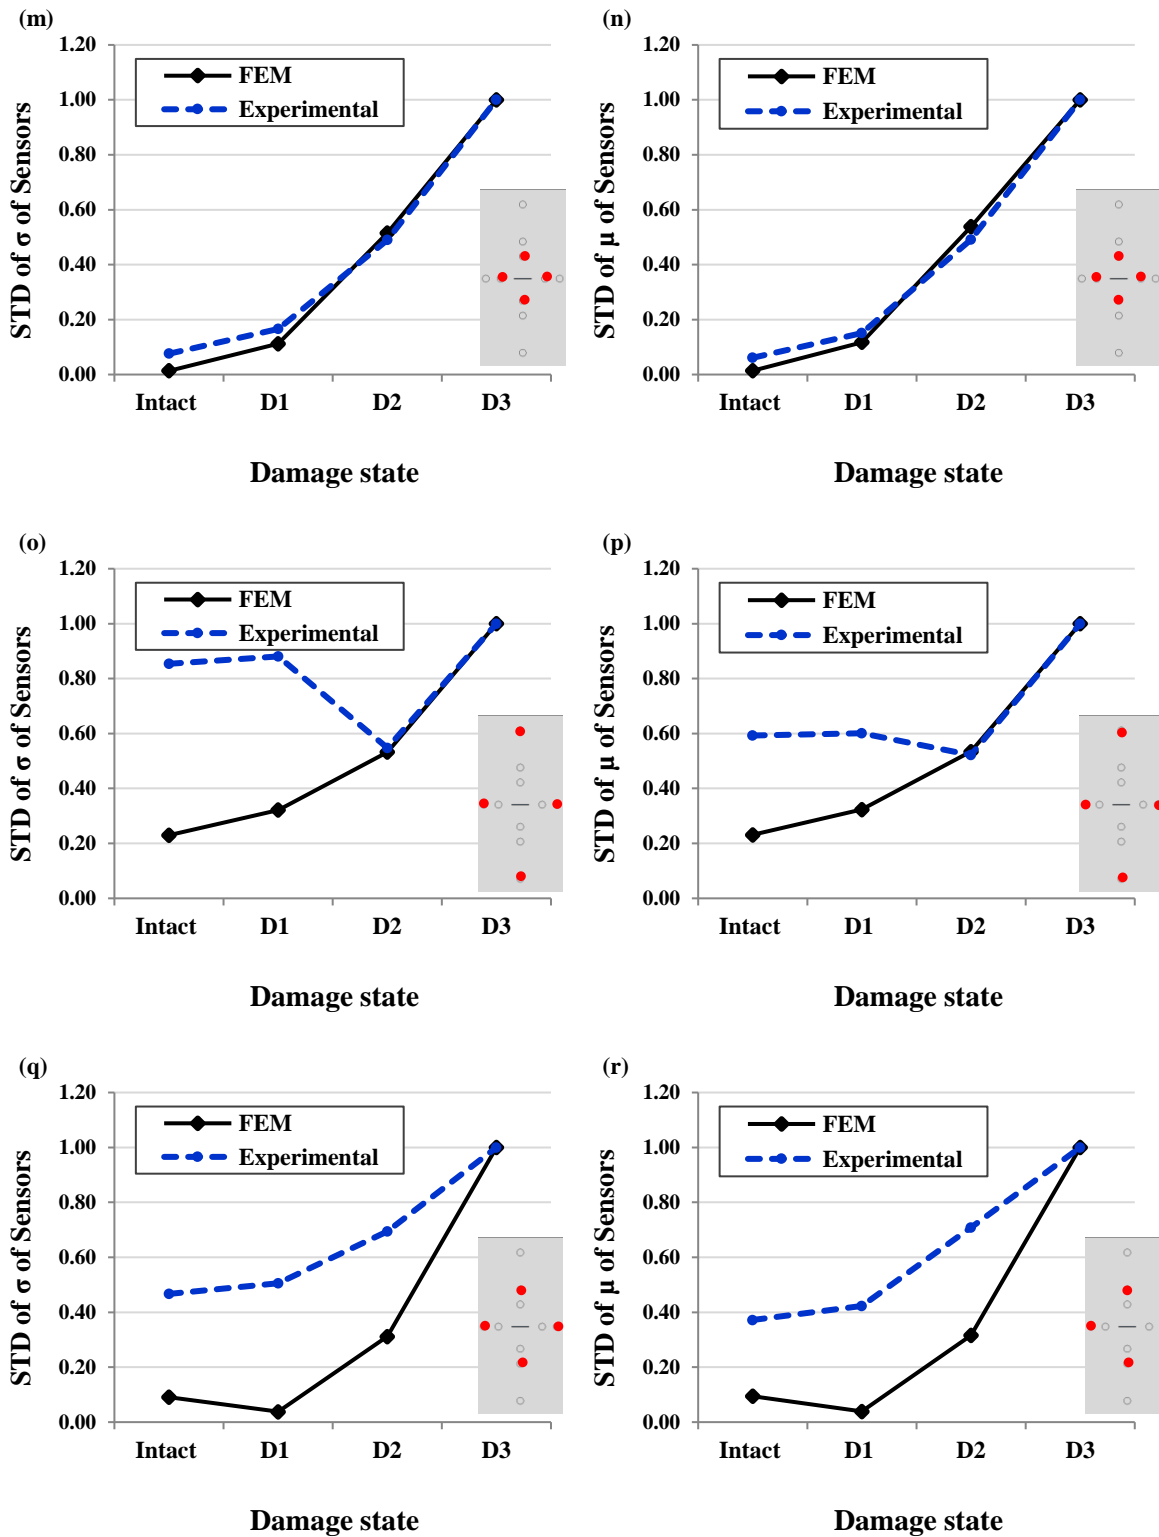 (m)
STD of σ of Sensors
1.20
1.00
0.80
0.60
0.40
0.20
0.00
FEM
Experimental
Intact D1 D2 D3
Damage state
(n)
STD of μ of Sensors
1.20
1.00
0.80
0.60
0.40
0.20
0.00
FEM
Experimental
Intact D1 D2 D3
Damage state
(o)
STD of σ of Sensors
1.20
1.00
0.80
0.60
0.40
0.20
0.00
FEM
Experimental
Intact D1 D2 D3
Damage state
(p)
STD of μ of Sensors
1.20
1.00
0.80
0.60
0.40
0.20
0.00
FEM
Experimental
Intact D1 D2 D3
Damage state
(q)
STD of σ of Sensors
1.20
1.00
0.80
0.60
0.40
0.20
0.00
FEM
Experimental
Intact D1 D2 D3
Damage state
(r)
STD of μ of Sensors
1.20
1.00
0.80
0.60
0.40
0.20
0.00
FEM
Experimental
Intact D1 D2 D3
Damage state